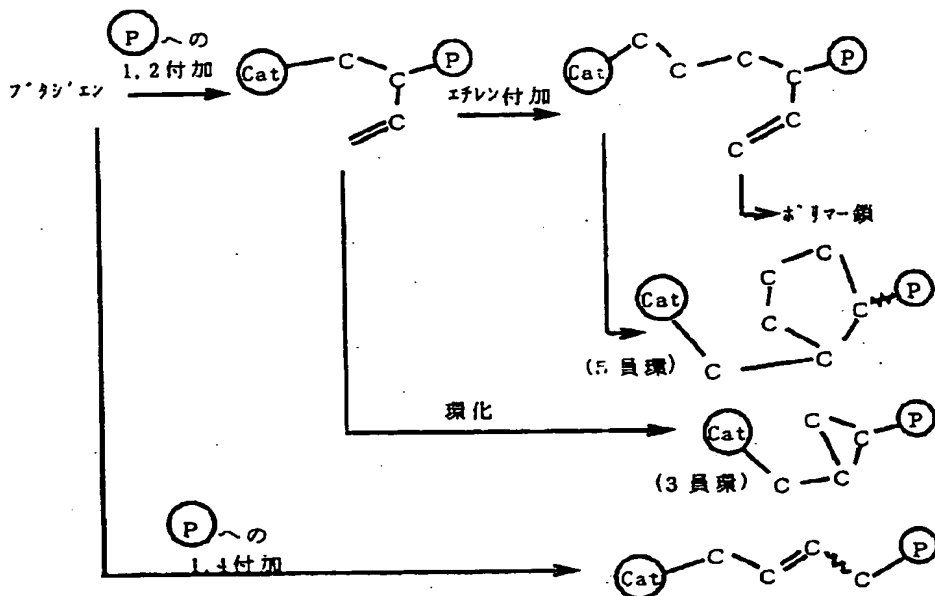 Pへの
1,2付加
ブタジエン
Cat C C P
C
エチレン付加
Cat C C C C P
C
C
ポリマー鎖
C C C C C P
Cat
C
(5員環)
環化
Cat C C C C P
(3員環)
Pへの
1,4付加
Cat C C C C P